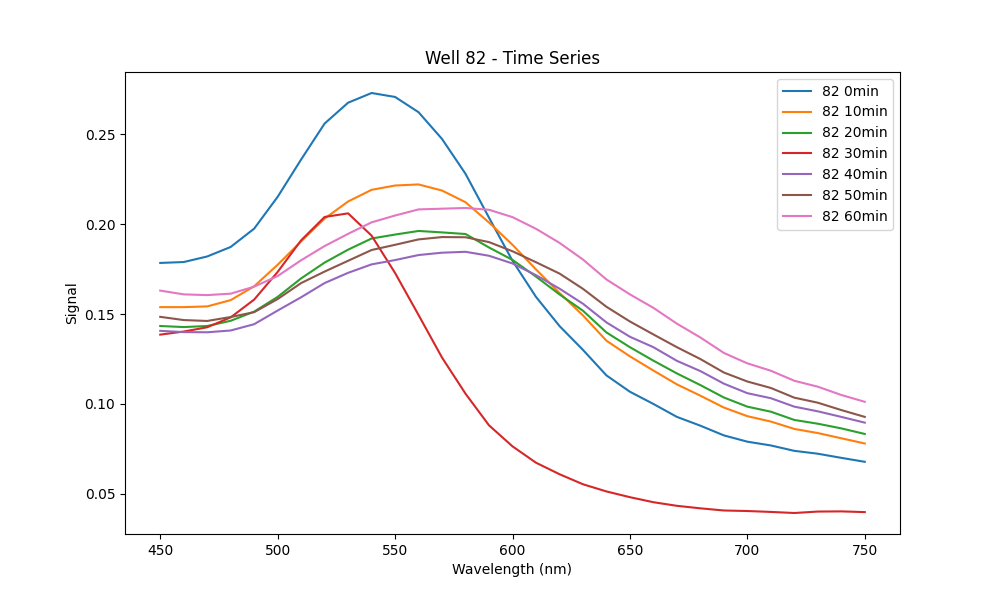 Well 82 - Time Series
Signal
0.25
0.20
0.15
0.10
0.05
450 500 550 600 650 700 750
Wavelength (nm)
82 0min
82 10min
82 20min
82 30min
82 40min
82 50min
82 60min